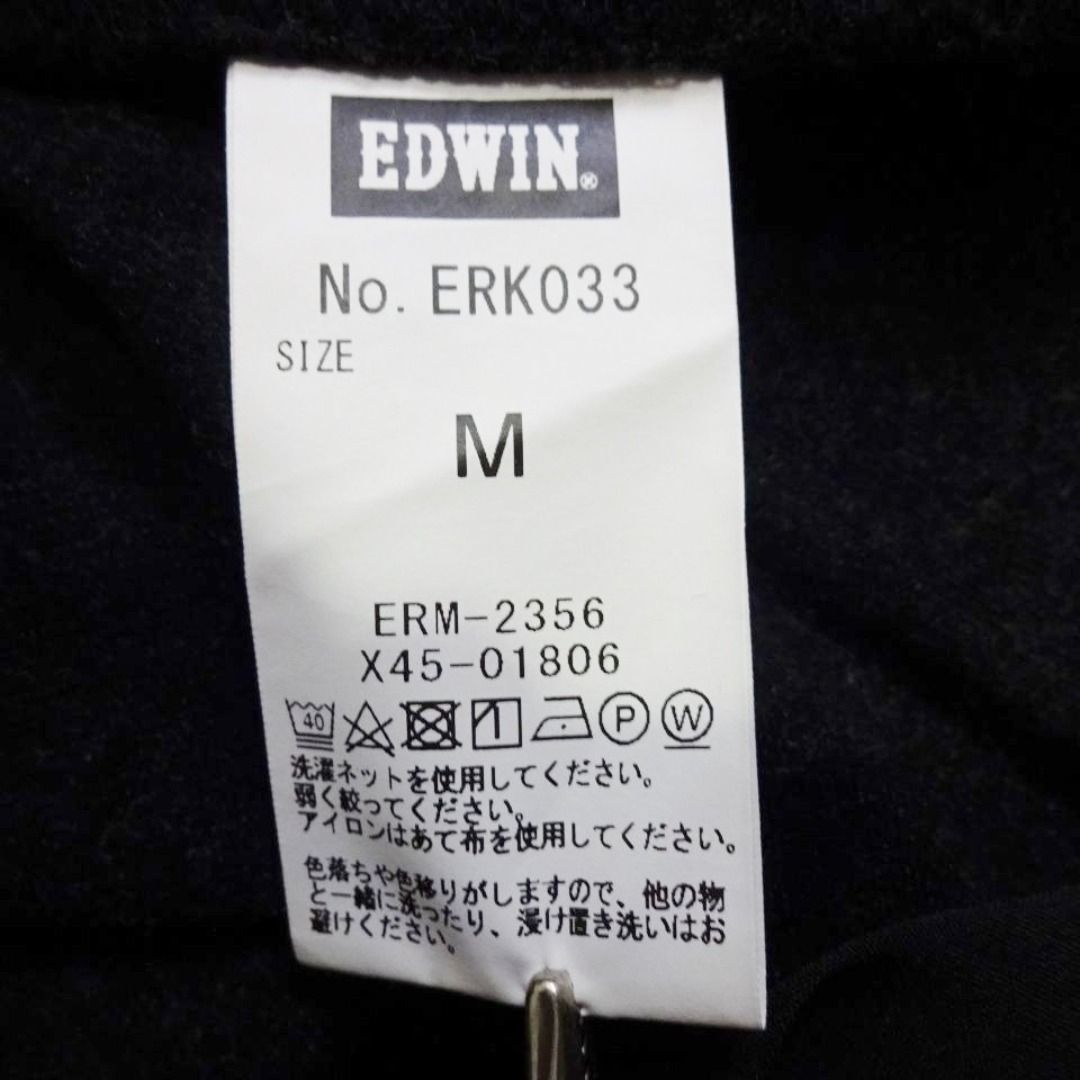 EDWIN®
No. ERK033
SIZE
M
ERM-2356
X45-01806
40 P W
洗濯ネットを使用してください。
弱く絞ってください。
アイロンはあて布を使用してください。
色落ちや色移りがしますので、他の物
と一緒に洗ったり、浸け置き洗いはお
避けください。